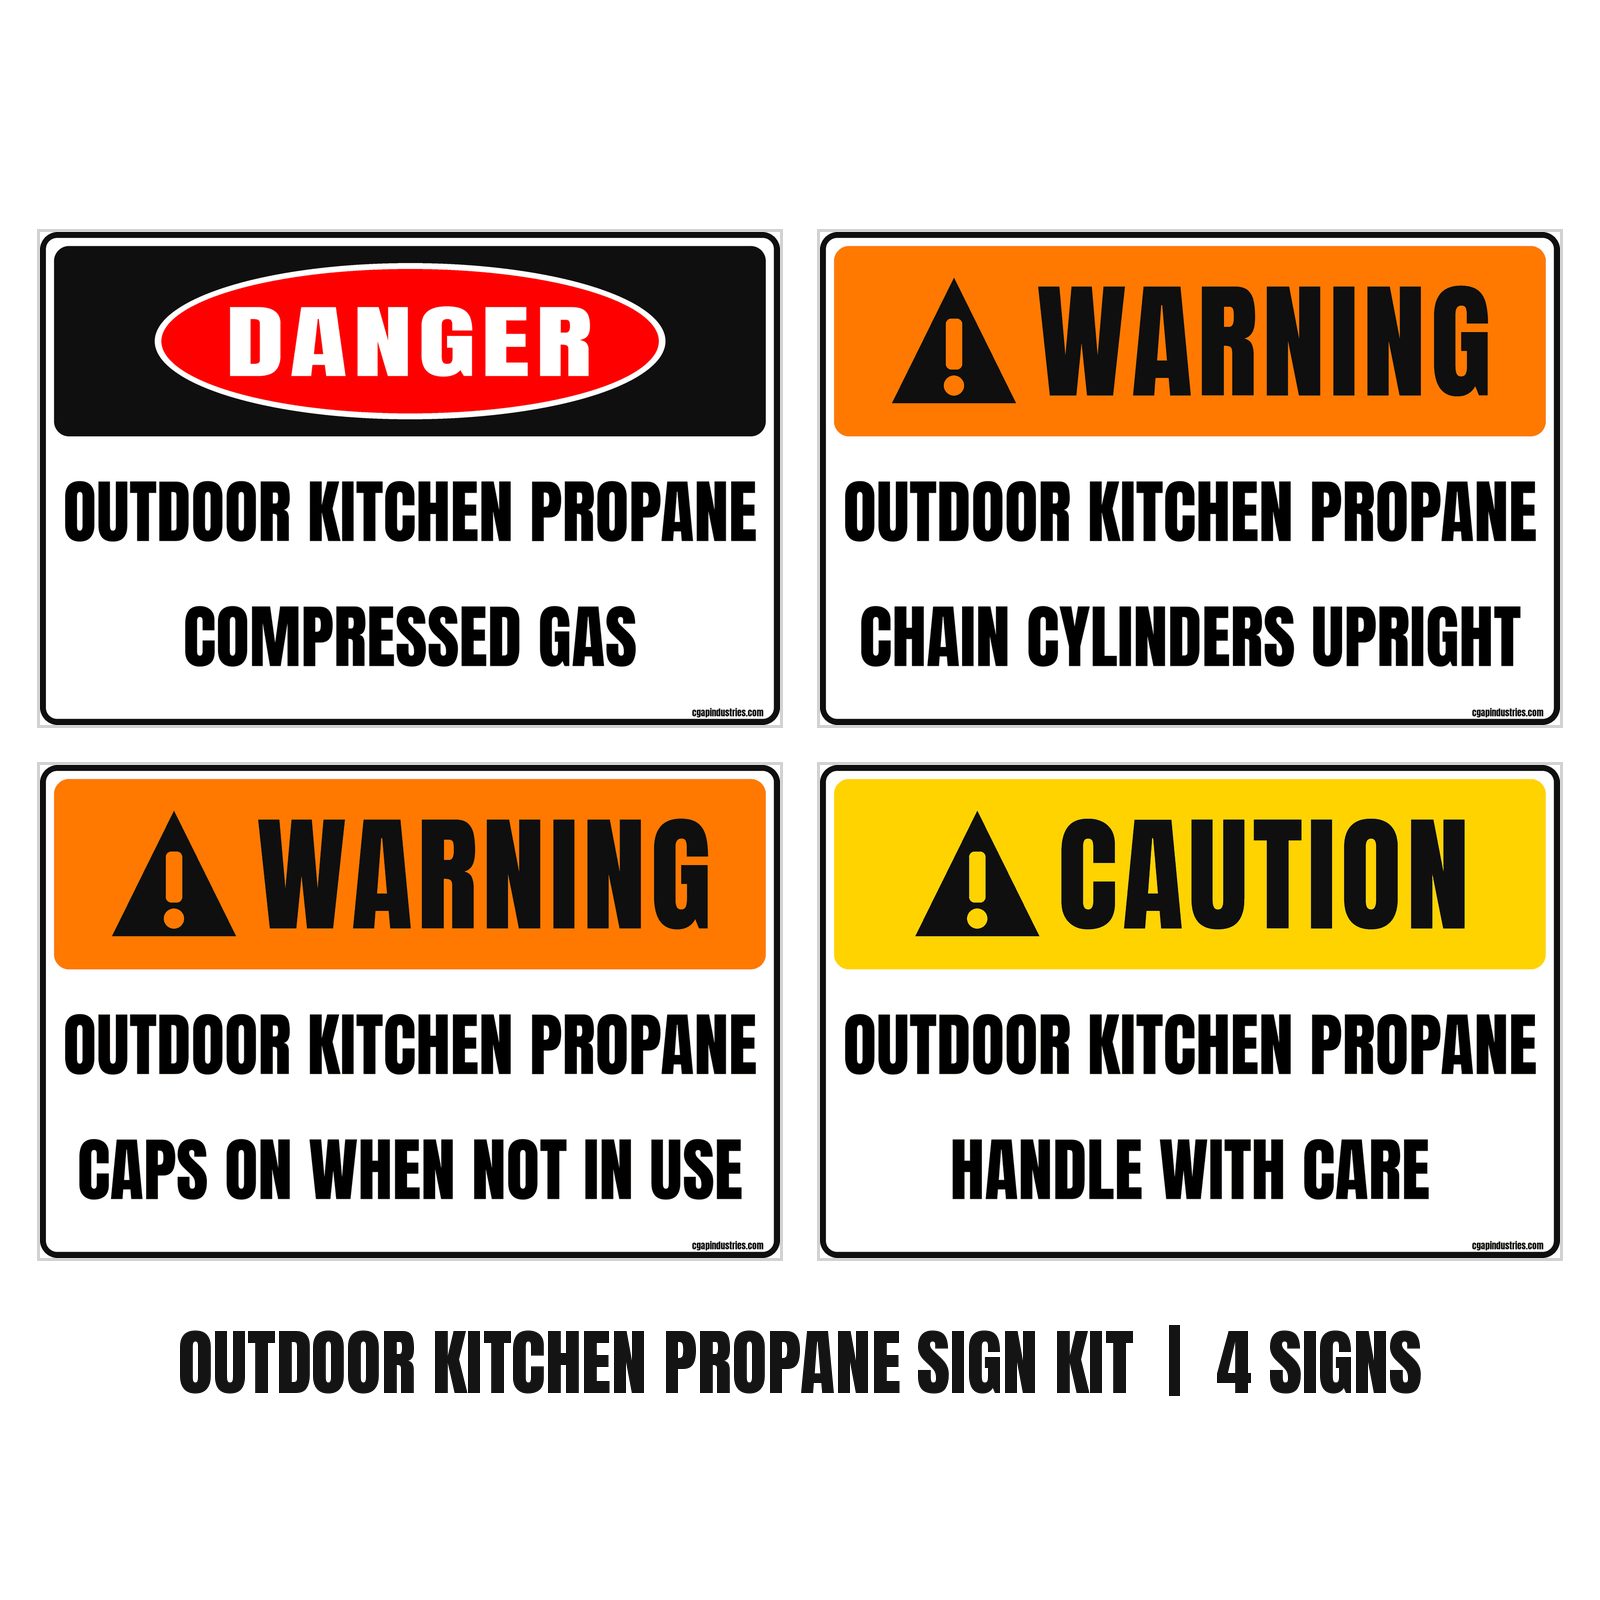 DANGER
OUTDOOR KITCHEN PROPANE
COMPRESSED GAS
cgapindustries.com
WARNING
OUTDOOR KITCHEN PROPANE
CHAIN CYLINDERS UPRIGHT
cgapindustries.com
WARNING
OUTDOOR KITCHEN PROPANE
CAPS ON WHEN NOT IN USE
cgapindustries.com
CAUTION
OUTDOOR KITCHEN PROPANE
HANDLE WITH CARE
cgapindustries.com
OUTDOOR KITCHEN PROPANE SIGN KIT | 4 SIGNS